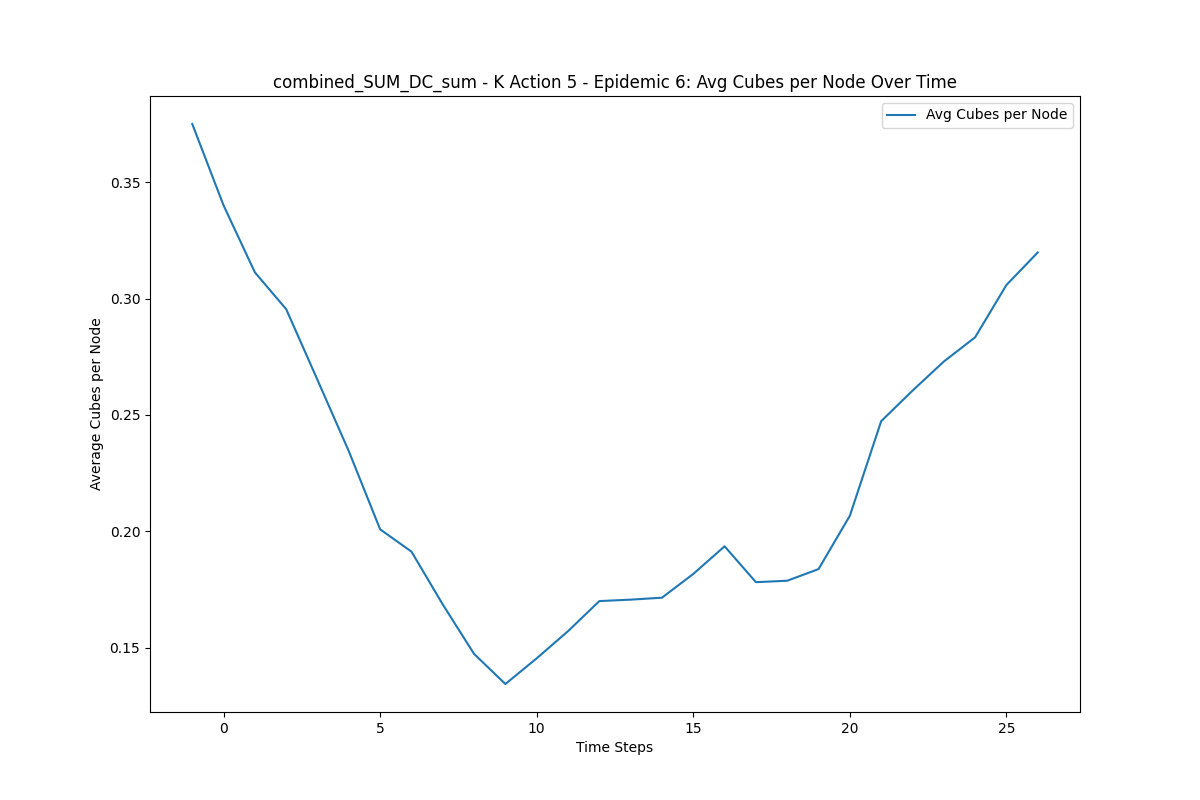 combined_SUM_DC_sum - K Action 5 - Epidemic 6: Avg Cubes per Node Over Time
Avg Cubes per Node
0.35
0.30
0.25
0.20
0.15
Average Cubes per Node
0 5 10 15 20 25
Time Steps